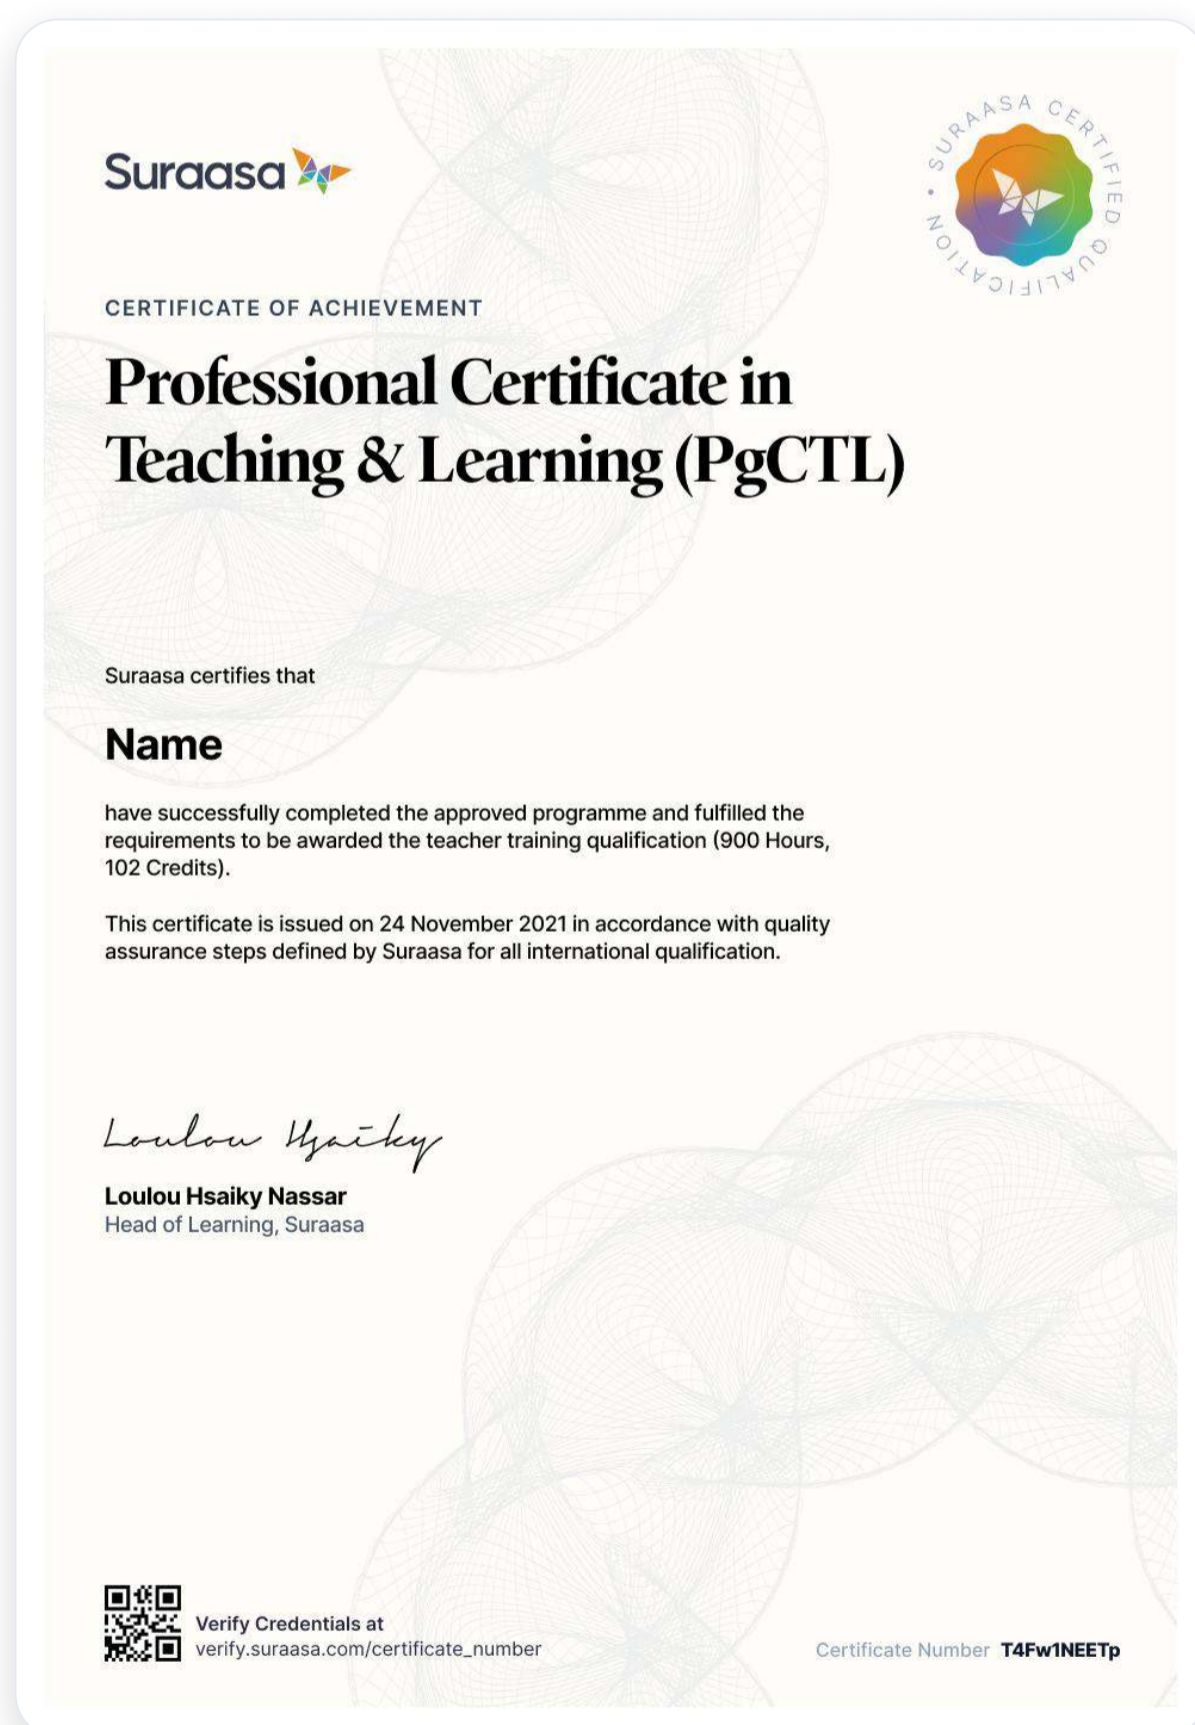 Suraasa
SURAASA CERTIFIED QUALIFICATION •
CERTIFICATE OF ACHIEVEMENT
Professional Certificate in
Teaching & Learning (PgCTL)
Suraasa certifies that
Name
have successfully completed the approved programme and fulfilled the
requirements to be awarded the teacher training qualification (900 Hours,
102 Credits).
This certificate is issued on 24 November 2021 in accordance with quality
assurance steps defined by Suraasa for all international qualification.
Loulou Hsaiky
Loulou Hsaiky Nassar
Head of Learning, Suraasa
Verify Credentials at
verify.suraasa.com/certificate_number
Certificate Number T4Fw1NEETp